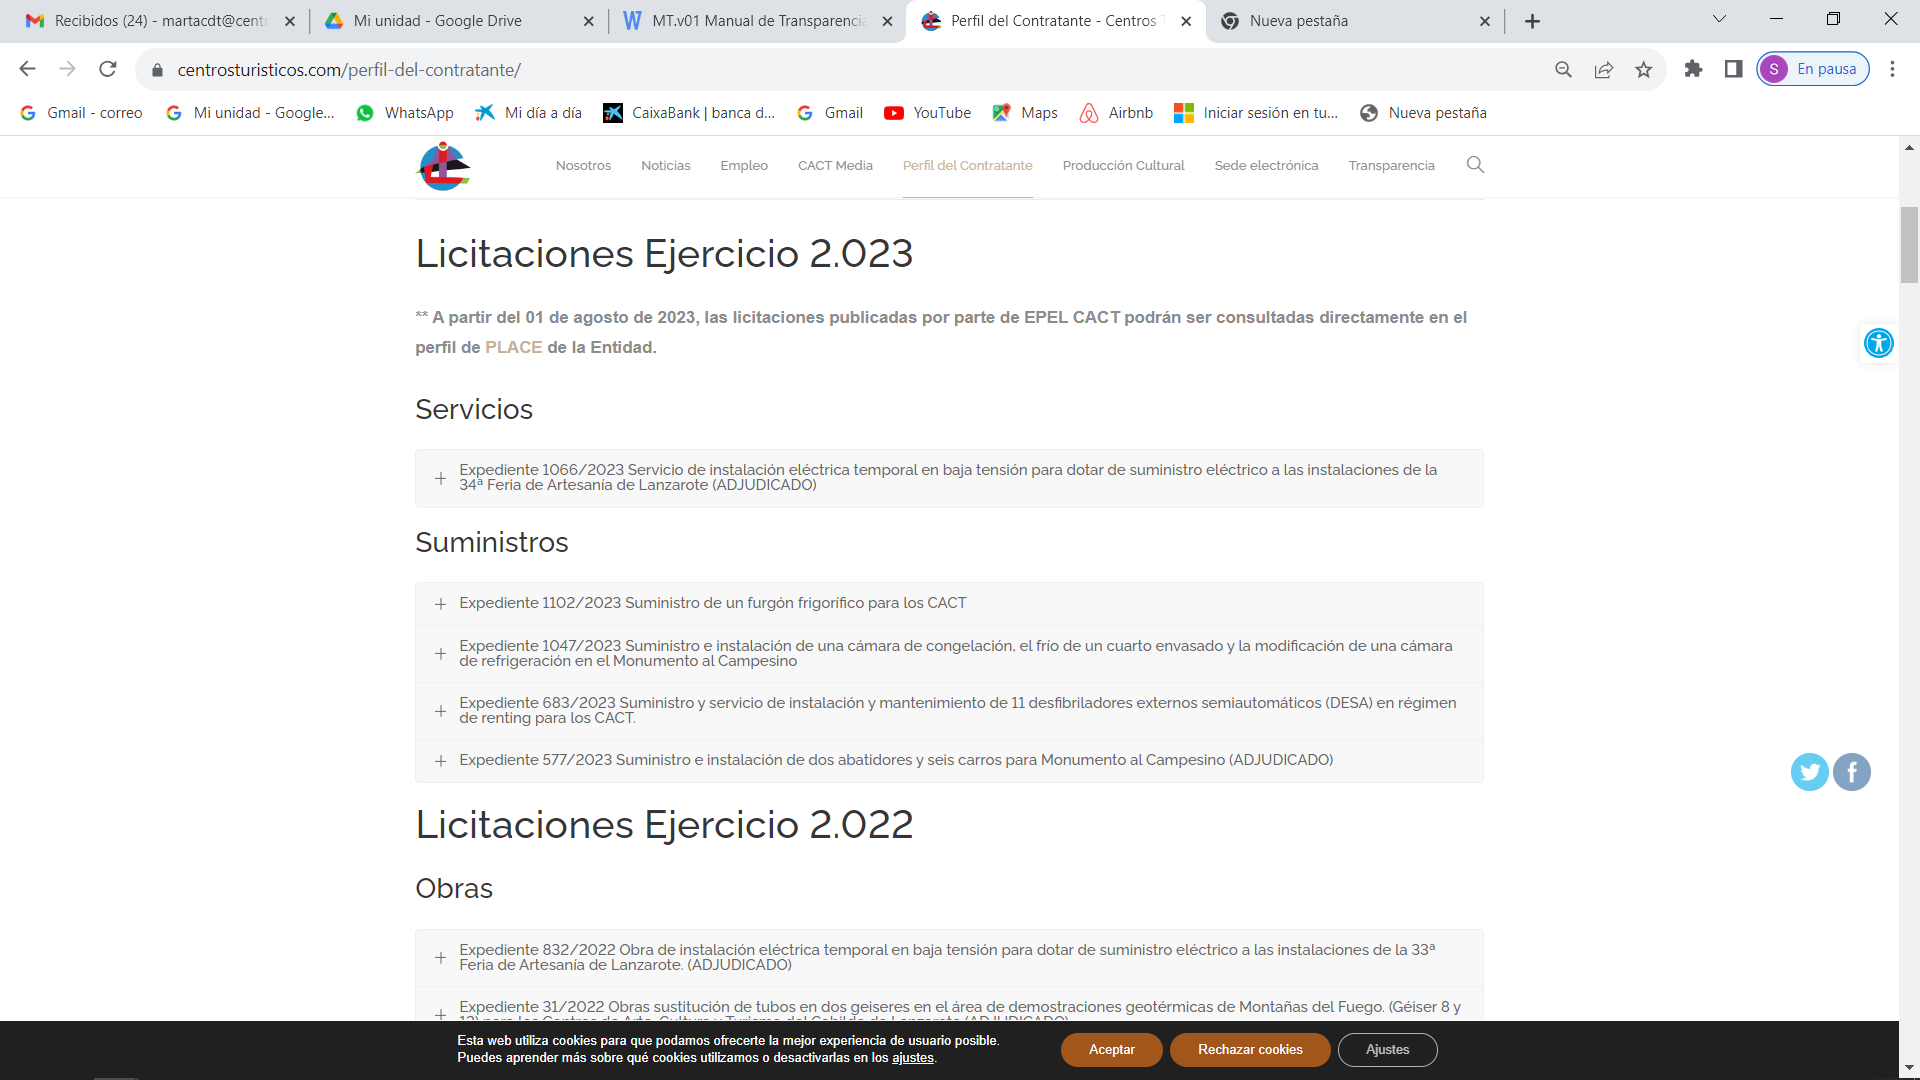 Recibidos (24) - martacdt@centr
Mi unidad - Google Drive
MT.v01 Manual de Transparencia
Perfil del Contratante - Centros T
Nueva pestaña
centrosturisticos.com/perfil-del-contratante/
S
En pausa
Gmail - correo
Mi unidad - Google...
WhatsApp
Mi día a día
CaixaBank | banca d...
Gmail
YouTube
Maps
Airbnb
Iniciar sesión en tu...
Nueva pestaña
Nosotros
Noticias
Empleo
CACT Media
Perfil del Contratante
Producción Cultural
Sede electrónica
Transparencia
Licitaciones Ejercicio 2.023
** A partir del 01 de agosto de 2023, las licitaciones publicadas por parte de EPEL CACT podrán ser consultadas directamente en el
perfil de PLACE de la Entidad.
Servicios
Expediente 1066/2023 Servicio de instalación eléctrica temporal en baja tensión para dotar de suministro eléctrico a las instalaciones de la
34ª Feria de Artesanía de Lanzarote (ADJUDICADO)
Suministros
Expediente 1102/2023 Suministro de un furgón frigorífico para los CACT
Expediente 1047/2023 Suministro e instalación de una cámara de congelación, el frío de un cuarto envasado y la modificación de una cámara
de refrigeración en el Monumento al Campesino
Expediente 683/2023 Suministro y servicio de instalación y mantenimiento de 11 desfibriladores externos semiautomáticos (DESA) en régimen
de renting para los CACT.
Expediente 577/2023 Suministro e instalación de dos abatidores y seis carros para Monumento al Campesino (ADJUDICADO)
Licitaciones Ejercicio 2.022
Obras
Expediente 832/2022 Obra de instalación eléctrica temporal en baja tensión para dotar de suministro eléctrico a las instalaciones de la 33ª
Feria de Artesanía de Lanzarote. (ADJUDICADO)
Expediente 31/2022 Obras sustitución de tubos en dos geiseres en el área de demostraciones geotérmicas de Montañas del Fuego. (Géiser 8 y
12) para los Centros de Arte, Cultura y Turismo del Cabildo de Lanzarote (ADJUDICADO)
Esta web utiliza cookies para que podamos ofrecerte la mejor experiencia de usuario posible.
Puedes aprender más sobre qué cookies utilizamos o desactivarlas en los ajustes.
Aceptar
Rechazar cookies
Ajustes